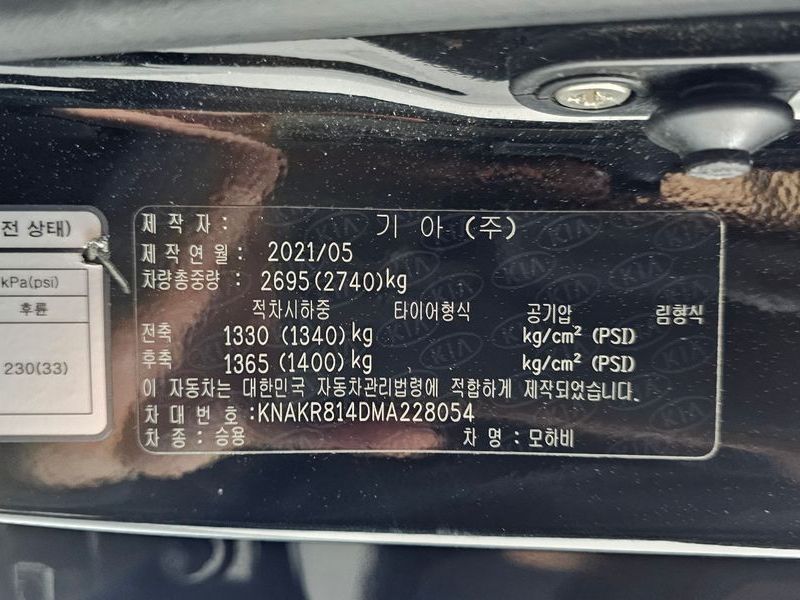 전 상태)
kPa(psi)
후륜
230(33)
제 작 자 : 기 아 (주)
제 작 연 월 : 2021/05
차량총중량 : 2695(2740)kg
적차시하중 타이어형식 공기압 림형식
전축 1330 (1340) kg kg/cm² (PSI)
후축 1365 (1400) kg kg/cm² (PSI)
이 자동차는 대한민국 자동차관리법령에 적합하게 제작되었습니다.
차 대 번 호 :KNAKR814DMA228054
차 종 : 승용 차 명 : 모하비